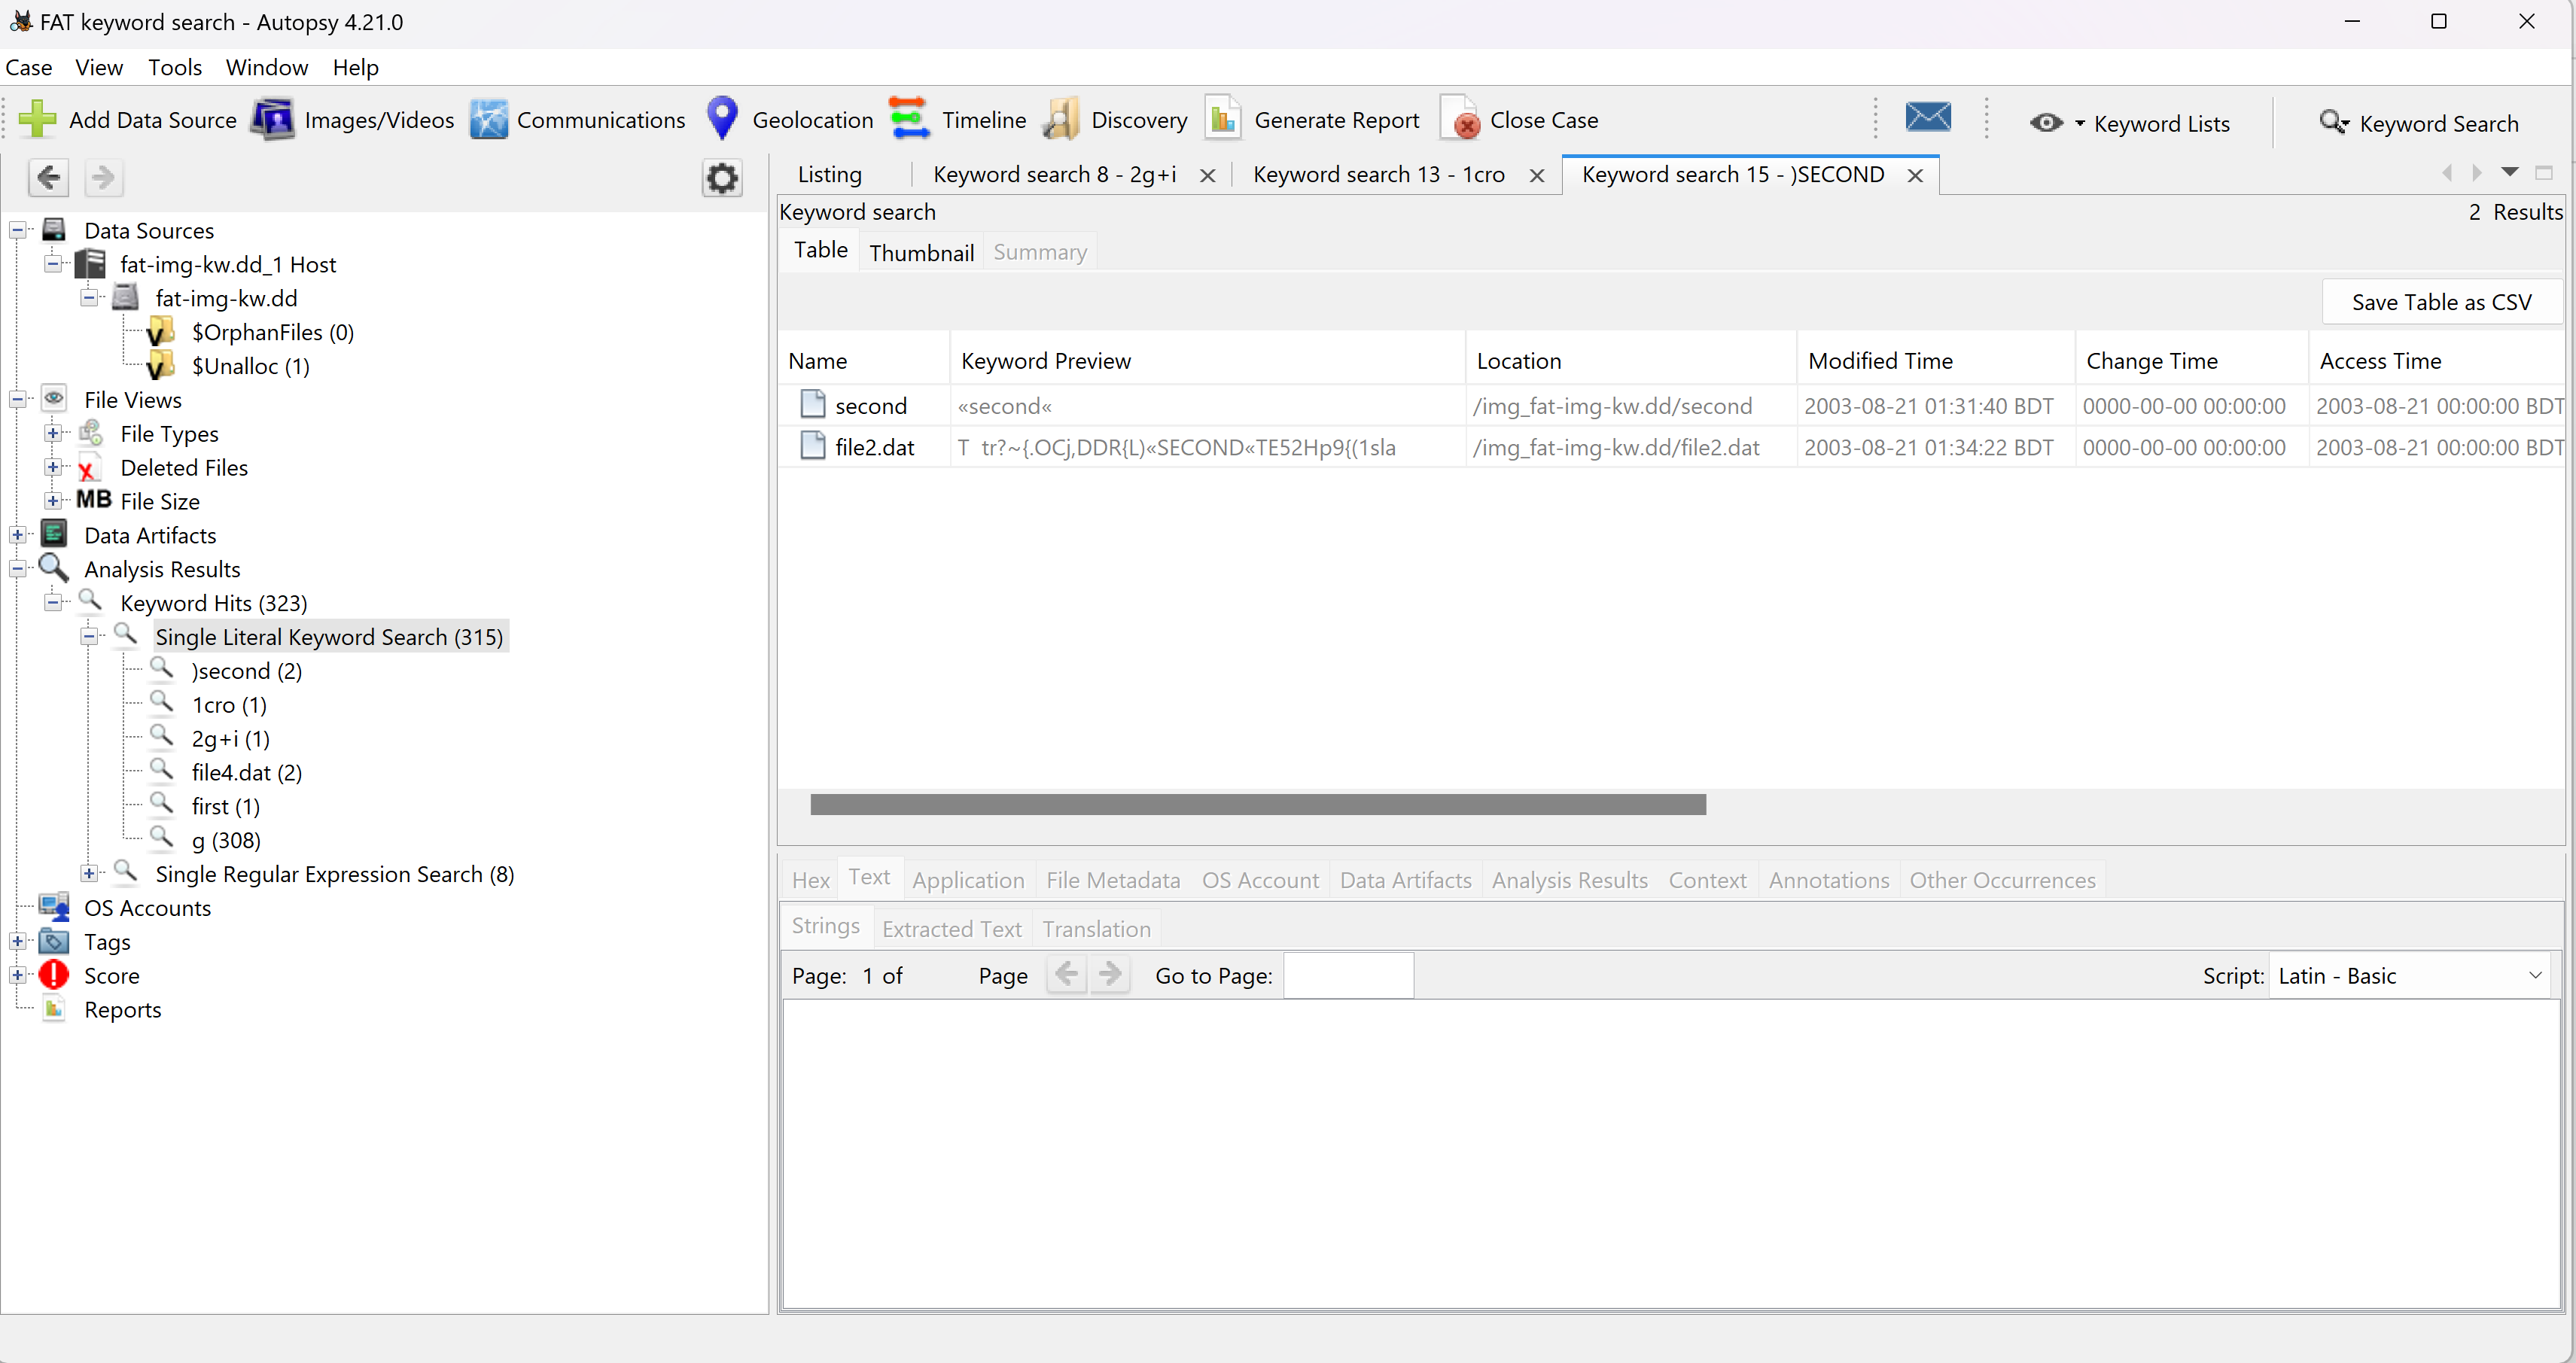 FAT keyword search - Autopsy 4.21.0
Case View Tools Window Help
Add Data Source Images/Videos Communications Geolocation Timeline Discovery Generate Report Close Case Keyword Lists Keyword Search
Listing Keyword search 8 - 2g+i Keyword search 13 - 1cro Keyword search 15 - )SECOND
Keyword search 2 Results
Table Thumbnail Summary
Save Table as CSV
Name Keyword Preview Location Modified Time Change Time Access Time
second «second« /img_fat-img-kw.dd/second 2003-08-21 01:31:40 BDT 0000-00-00 00:00:00 2003-08-21 00:00:00 BDT
file2.dat T tr?~{.OCj,DDR{L)«SECOND«TE52Hp9{(1sla /img_fat-img-kw.dd/file2.dat 2003-08-21 01:34:22 BDT 0000-00-00 00:00:00 2003-08-21 00:00:00 BDT
Data Sources
fat-img-kw.dd_1 Host
fat-img-kw.dd
$OrphanFiles (0)
$Unalloc (1)
File Views
File Types
Deleted Files
MB File Size
Data Artifacts
Analysis Results
Keyword Hits (323)
Single Literal Keyword Search (315)
)second (2)
1cro (1)
2g+i (1)
file4.dat (2)
first (1)
g (308)
Single Regular Expression Search (8)
OS Accounts
Tags
Score
Reports
Hex Text Application File Metadata OS Account Data Artifacts Analysis Results Context Annotations Other Occurrences
Strings Extracted Text Translation
Page: 1 of Page Go to Page: Script: Latin - Basic